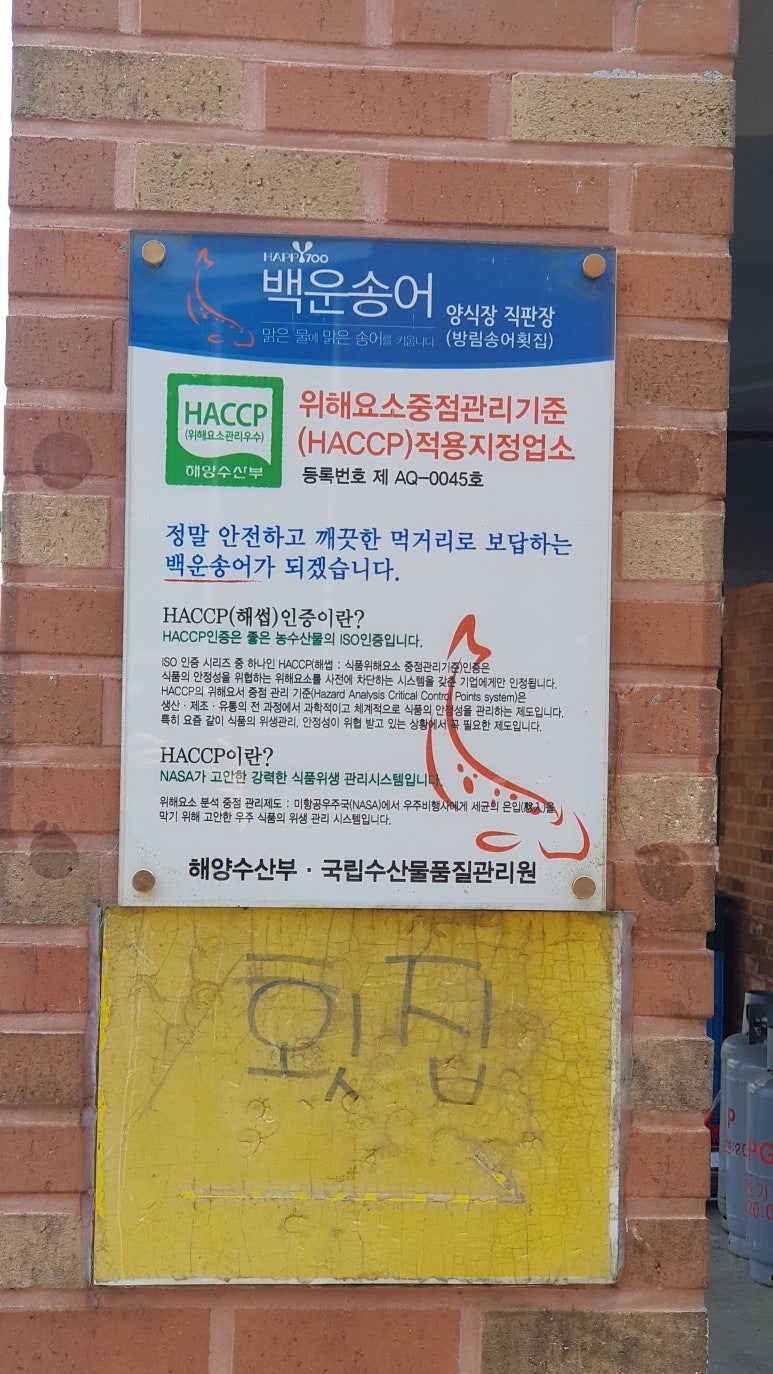 HAPPY700
백운송어
양식장 직판장
맑은 물에 맑은 송어를 키웁니다
(방림송어횟집)
HACCP
(위해요소관리우수)
해양수산부
위해요소중점관리기준
(HACCP)적용지정업소
등록번호 제 AQ-0045호
정말 안전하고 깨끗한 먹거리로 보답하는
백운송어가 되겠습니다.
HACCP(해썹)인증이란?
HACCP인증은 좋은 농수산물의 ISO인증입니다.
ISO 인증 시리즈 중 하나인 HACCP(해썹 : 식품위해요소 중점관리기준)인증은
식품의 안정성을 위협하는 위해요소를 사전에 차단하는 시스템을 갖춘 기업에게만 인정됩니다.
HACCP의 위해요서 중점 관리 기준(Hazard Analysis Critical Control Points system)은
생산 · 제조 · 유통의 전 과정에서 과학적이고 체계적으로 식품의 안정성을 관리하는 제도입니다.
특히 요즘 같이 식품의 위생관리, 안정성이 위협 받고 있는 상황에서 꼭 필요한 제도입니다.
HACCP이란?
NASA가 고안한 강력한 식품위생 관리시스템입니다.
위해요소 분석 중점 관리제도 : 미항공우주국(NASA)에서 우주비행사에게 세균의 온입(
막기 위해 고안한 우주 식품의 위생 관리 시스템입니다.
해양수산부 · 국립수산물품질관리원
횟집
P
PG
20.0